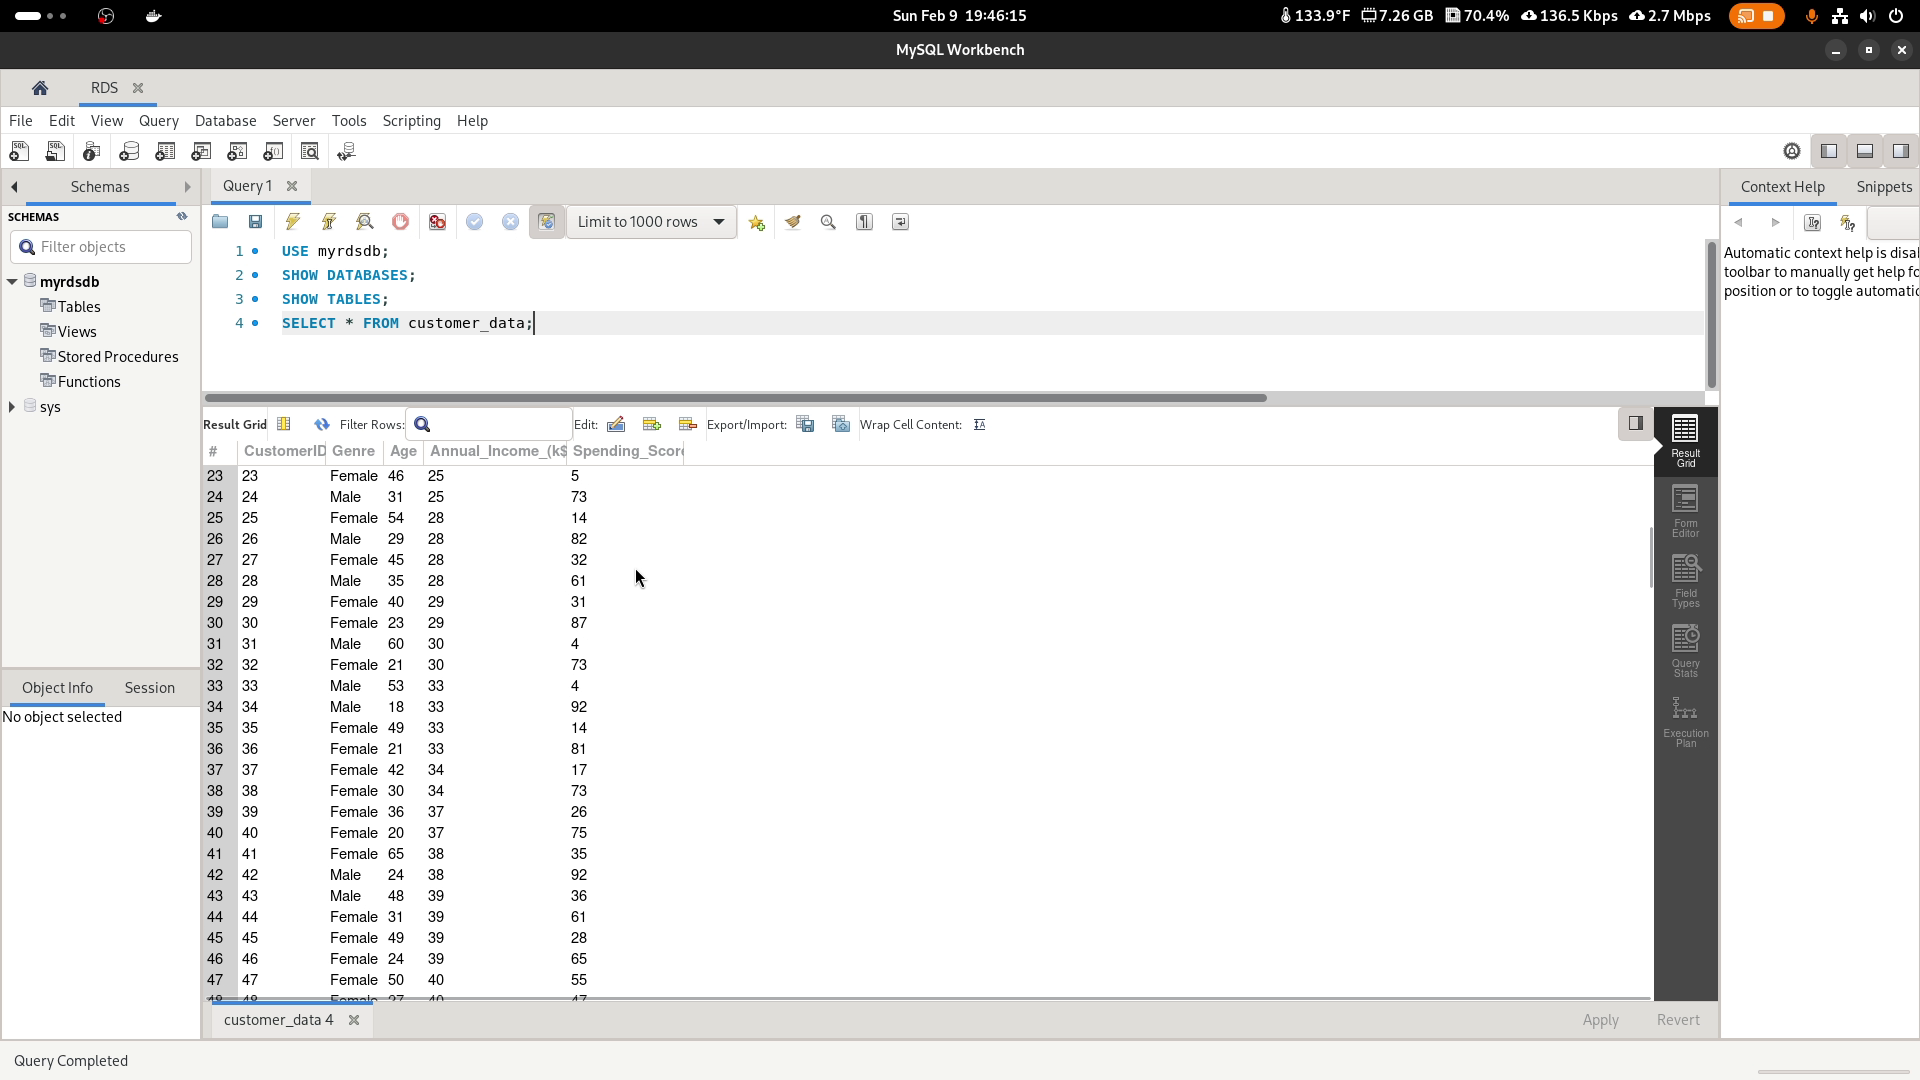 Sun Feb 9 19:46:15
133.9°F 7.26 GB 70.4% 136.5 Kbps 2.7 Mbps
MySQL Workbench
RDS
File Edit View Query Database Server Tools Scripting Help
Schemas
Query 1
Context Help Snippets
SCHEMAS
Filter objects
Limit to 1000 rows
myrdsdb
Tables
Views
Stored Procedures
Functions
sys
1 USE myrdsdb;
2 SHOW DATABASES;
3 SHOW TABLES;
4 SELECT * FROM customer_data;
Automatic context help is
toolbar to manually get help
position or to toggle
Result Grid Filter Rows: Edit: Export/Import: Wrap Cell Content:
# CustomerID Genre Age Annual_Income_(k$ Spending_Score
23 23 Female 46 25 5
24 24 Male 31 25 73
25 25 Female 54 28 14
26 26 Male 29 28 82
27 27 Female 45 28 32
28 28 Male 35 28 61
29 29 Female 40 29 31
30 30 Female 23 29 87
31 31 Male 60 30 4
32 32 Female 21 30 73
33 33 Male 53 33 4
34 34 Male 18 33 92
35 35 Female 49 33 14
36 36 Female 21 33 81
37 37 Female 42 34 17
38 38 Female 30 34 73
39 39 Female 36 37 26
40 40 Female 20 37 75
41 41 Female 65 38 35
42 42 Male 24 38 92
43 43 Male 48 39 36
44 44 Female 31 39 61
45 45 Female 49 39 28
46 46 Female 24 39 65
47 47 Female 50 40 55
48 48 Female 27 40 47
Result
Grid
Form
Editor
Field
Types
Query
Stats
Execution
Plan
Object Info Session
No object selected
customer_data 4
Apply Revert
Query Completed